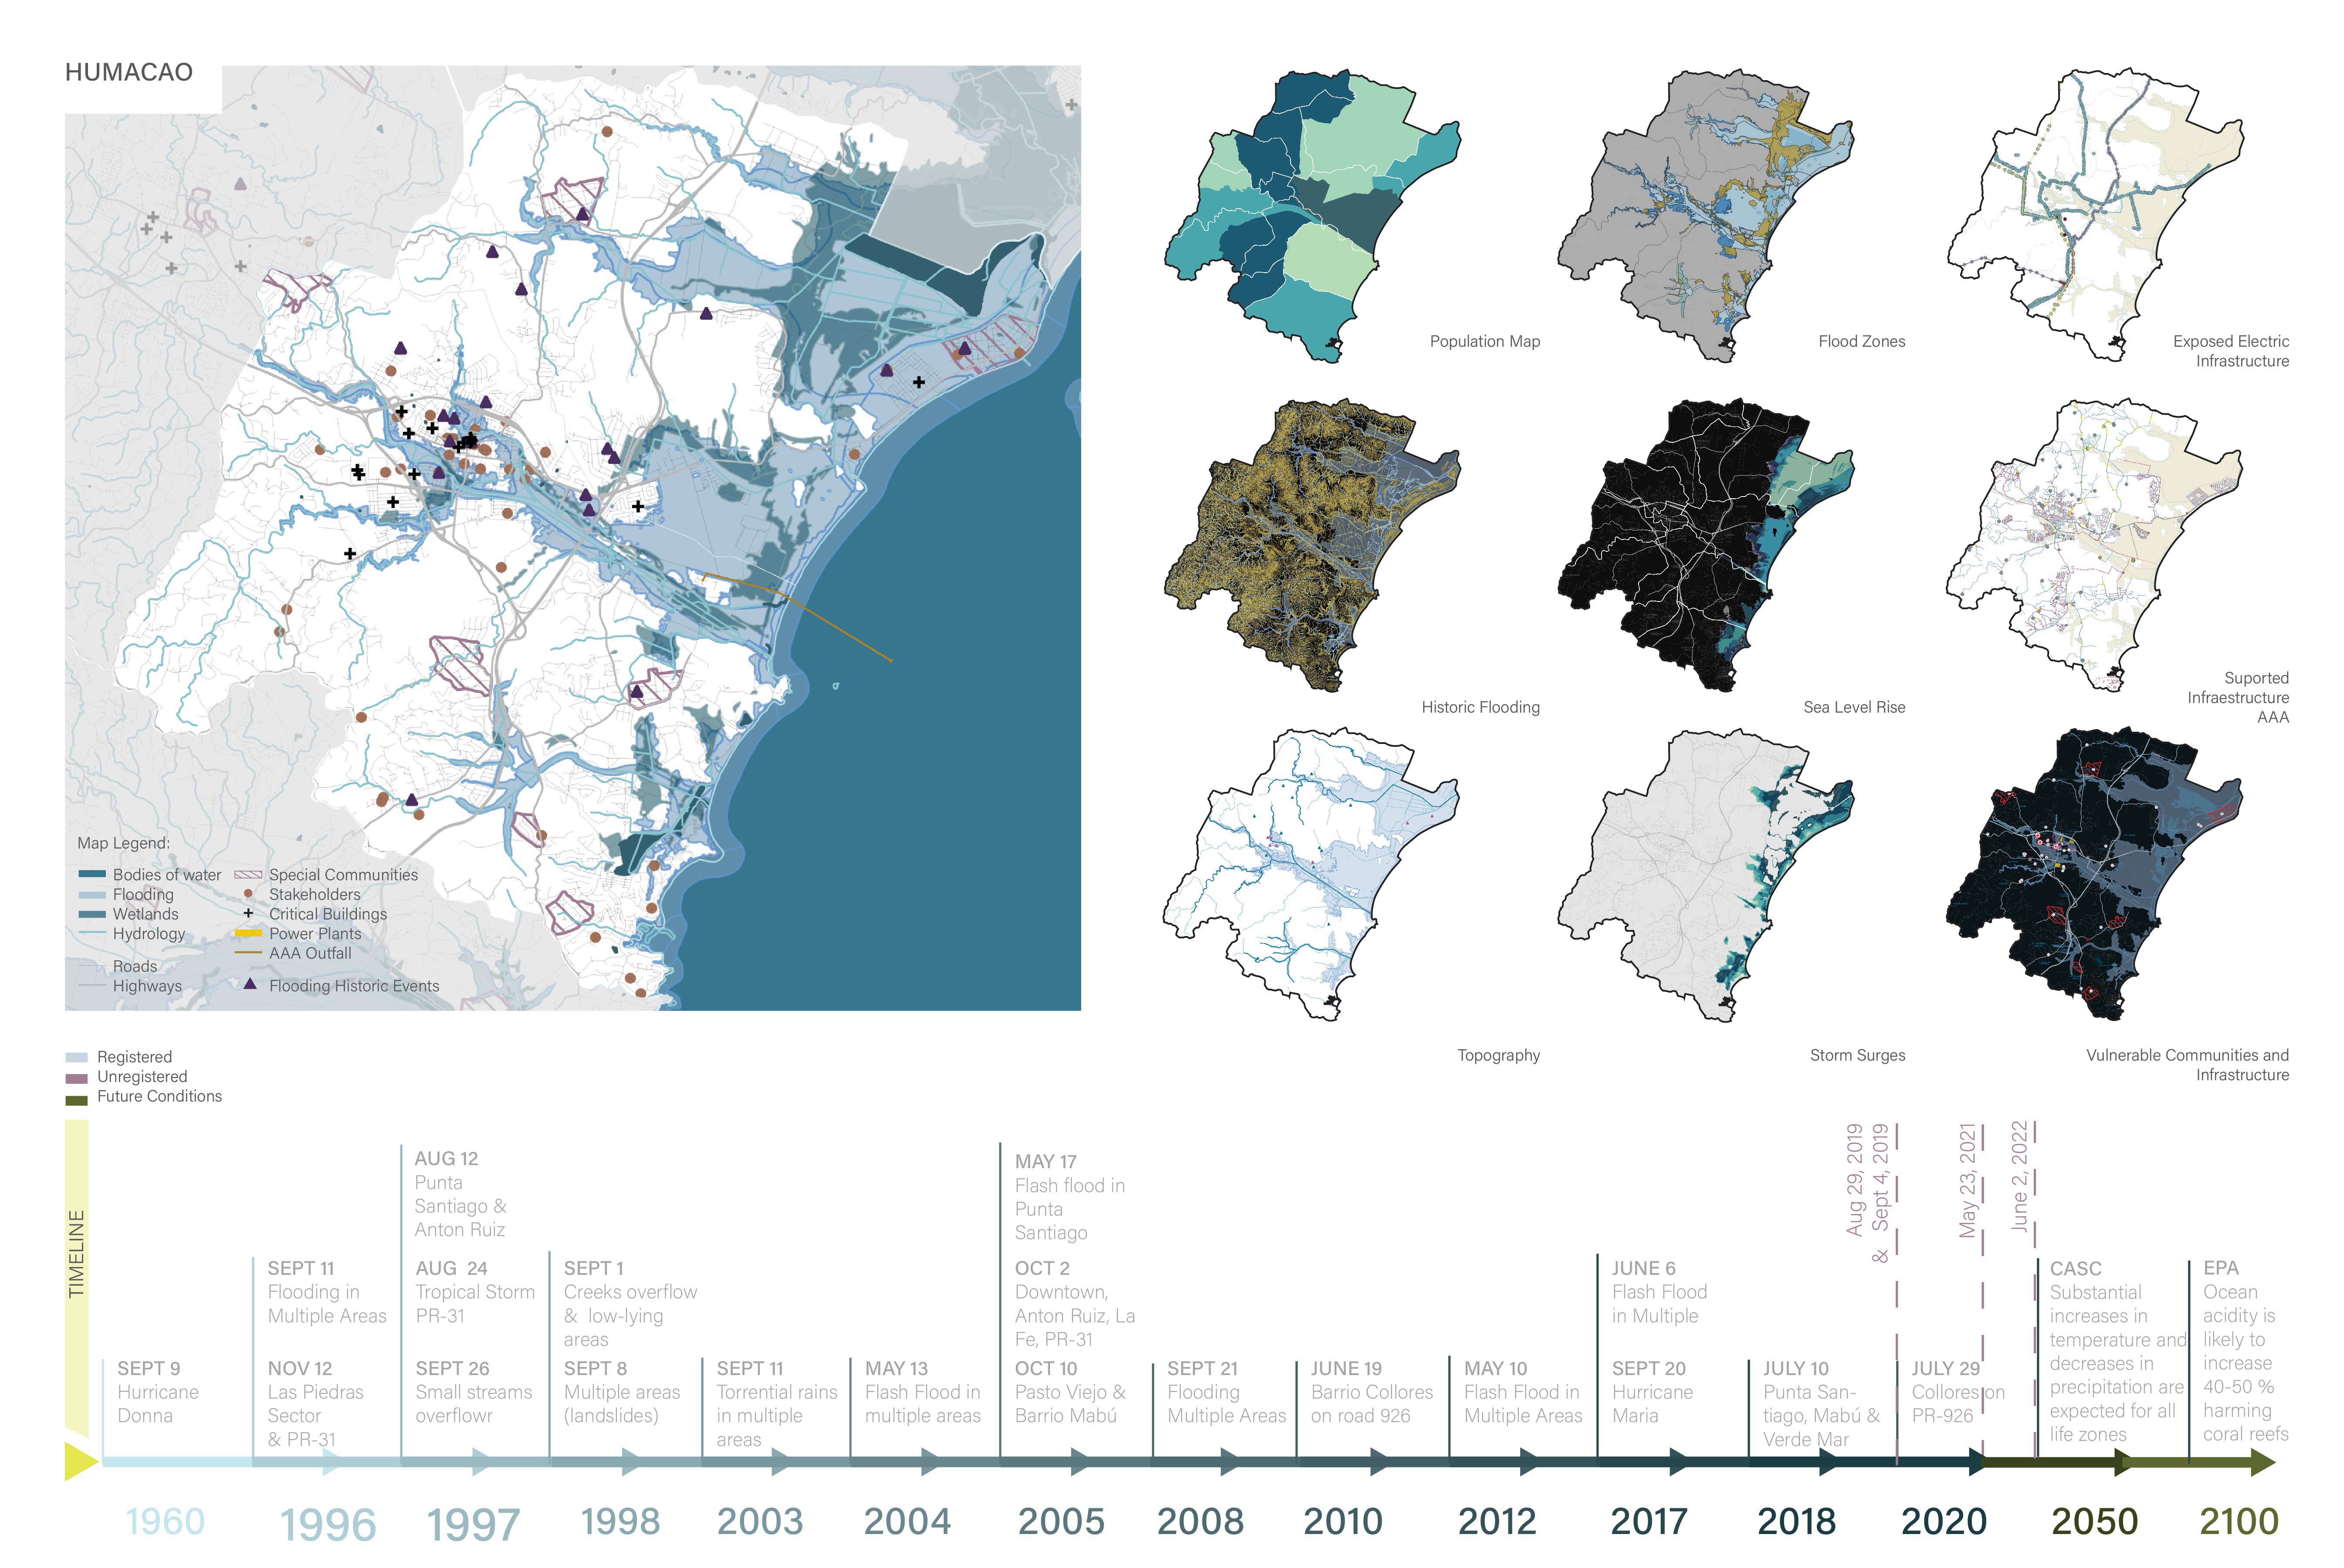 HUMACAO
Map Legend:
Bodies of water
Flooding
Wetlands
Hydrology
Roads
Highways
Special Communities
Stakeholders
Critical Buildings
Power Plants
AAA Outfall
Flooding Historic Events
Population Map
Flood Zones
Exposed Electric
Infrastructure
Historic Flooding
Sea Level Rise
Suported
Infraestructure
AAA
Topography
Storm Surges
Vulnerable Communities and
Infrastructure
Registered
Unregistered
Future Conditions
TIMELINE
SEPT 9
Hurricane
Donna
SEPT 11
Flooding in
Multiple Areas
NOV 12
Las Piedras
Sector
& PR-31
AUG 12
Punta
Santiago &
Anton Ruiz
AUG 24
Tropical Storm
PR-31
SEPT 26
Small streams
overflowr
SEPT 1
Creeks overflow
& low-lying
areas
SEPT 8
Multiple areas
(landslides)
SEPT 11
Torrential rains
in multiple
areas
MAY 13
Flash Flood in
multiple areas
MAY 17
Flash flood in
Punta
Santiago
OCT 2
Downtown,
Anton Ruiz, La
Fe, PR-31
OCT 10
Pasto Viejo &
Barrio Mabú
SEPT 21
Flooding
Multiple Areas
JUNE 19
Barrio Collores
on road 926
MAY 10
Flash Flood in
Multiple Areas
JUNE 6
Flash Flood
in Multiple
SEPT 20
Hurricane
Maria
JULY 10
Punta San-
tiago, Mabú &
Verde Mar
Aug 29, 2019
& Sept 4, 2019
JULY 29
Collores on
PR-926
May 23, 2021
June 2, 2022
CASC
Substantial
increases in
temperature and
decreases in
precipitation are
expected for all
life zones
EPA
Ocean
acidity is
likely to
increase
40-50 %
harming
coral reefs
1960
1996
1997
1998
2003
2004
2005
2008
2010
2012
2017
2018
2020
2050
2100